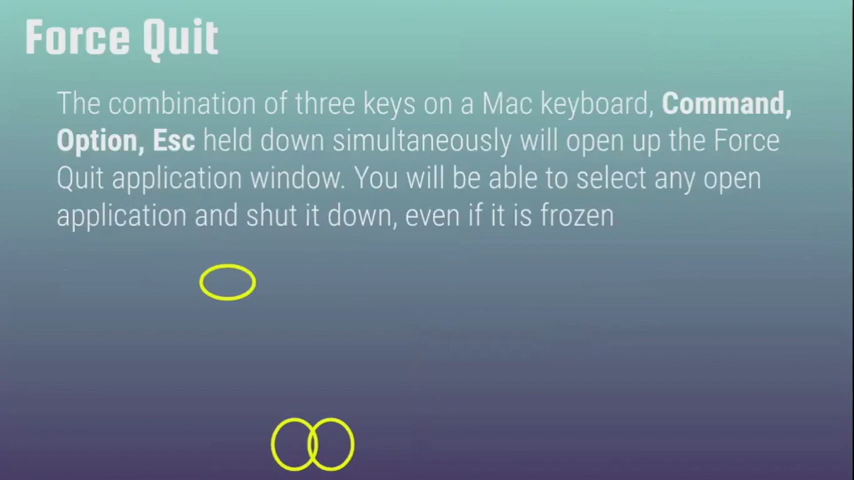 Force Quit
The combination of three keys on a Mac keyboard, Command,
Option, Esc held down simultaneously will open up the Force
Quit application window. You will be able to select any open
application and shut it down, even if it is frozen